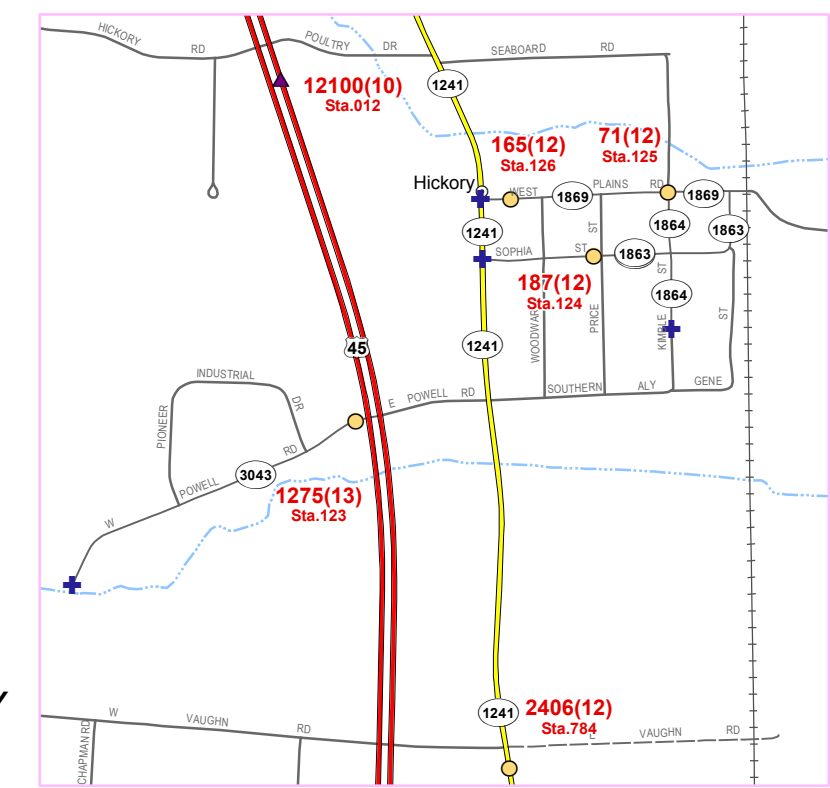 HICKORY RD
POULTRY DR
SEABOARD RD
12100(10)
Sta.012
1241
165(12)
Sta.126
71(12)
Sta.125
Hickory
WEST PLAINS RD
1869
1869
1241
ST
1864
1863
SOPHIA ST
1863
187(12)
Sta.124
ST
1864
WOODWARD
PRICE
KIMBLE
ST
45
1241
INDUSTRIAL DR
PIONEER
E POWELL RD
SOUTHERN ALY
GENE
W POWELL RD
3043
1275(13)
Sta.123
1241
2406(12)
Sta.784
W VAUGHN RD
E VAUGHN RD
CHAPMAN RD
Y